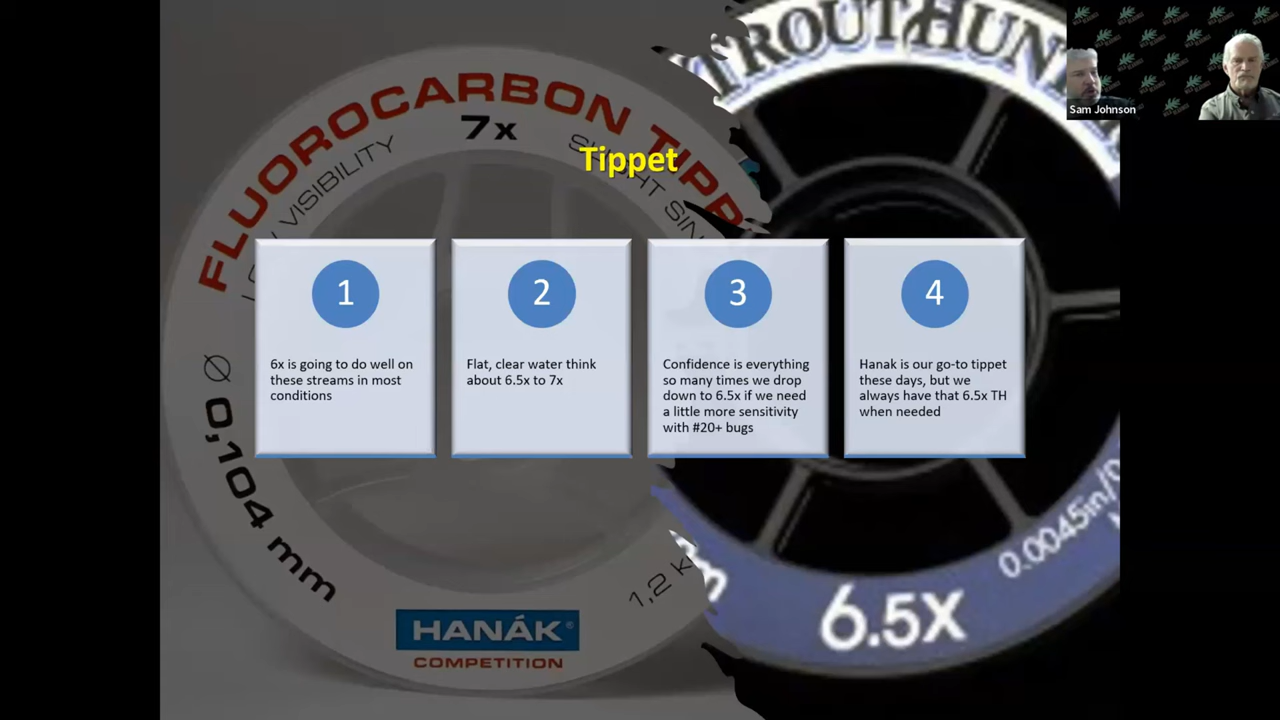 TROUTHUN
FLUOROCARBON TIPP
7x
VISIBILITY
Sam Johnson
Tippet
1
6x is going to do well on
these streams in most
conditions
2
Flat, clear water think
about 6.5x to 7x
3
Confidence is everything
so many times we drop
down to 6.5x if we need
a little more sensitivity
with #20+ bugs
4
Hanak is our go-to tippet
these days, but we
always have that 6.5x TH
when needed
Ø 0,104 mm
1,2 k
0.0045in/0
6.5X
HANÁK®
COMPETITION